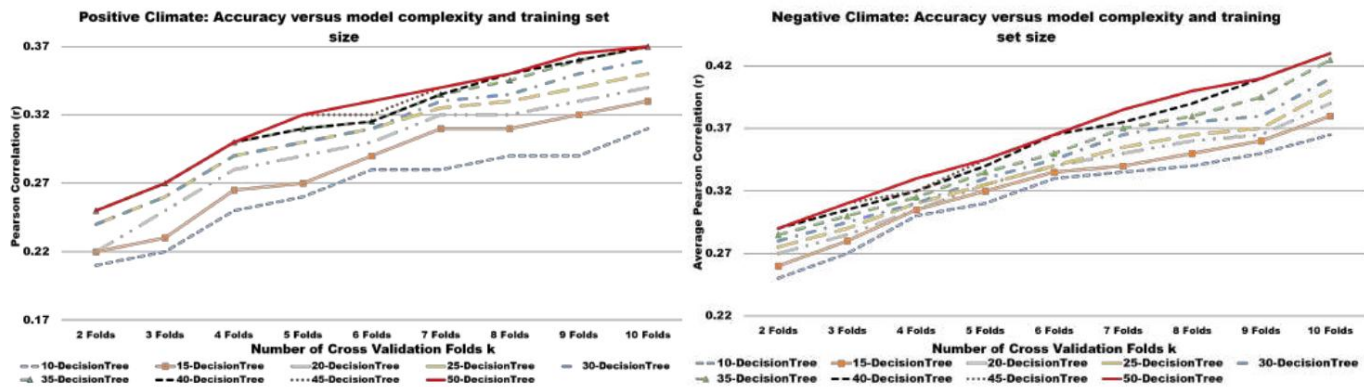 Positive Climate: Accuracy versus model complexity and training set
size
0.37
0.32
0.27
0.22
0.17
Pearson Correlation (r)
2 Folds 3 Folds 4 Folds 5 Folds 6 Folds 7 Folds 8 Folds 9 Folds 10 Folds
Number of Cross Validation Folds k
10-DecisionTree 15-DecisionTree 20-DecisionTree 25-DecisionTree 30-DecisionTree
35-DecisionTree 40-DecisionTree 45-DecisionTree 50-DecisionTree
Negative Climate: Accuracy versus model complexity and training
set size
0.42
0.37
0.32
0.27
0.22
Average Pearson Correlation (r)
2 Folds 3 Folds 4 Folds 5 Folds 6 Folds 7 Folds 8 Folds 9 Folds 10 Folds
Number of Cross Validation Folds k
10-DecisionTree 15-DecisionTree 20-DecisionTree 25-DecisionTree 30-DecisionTree
35-DecisionTree 40-DecisionTree 45-DecisionTree 50-DecisionTree